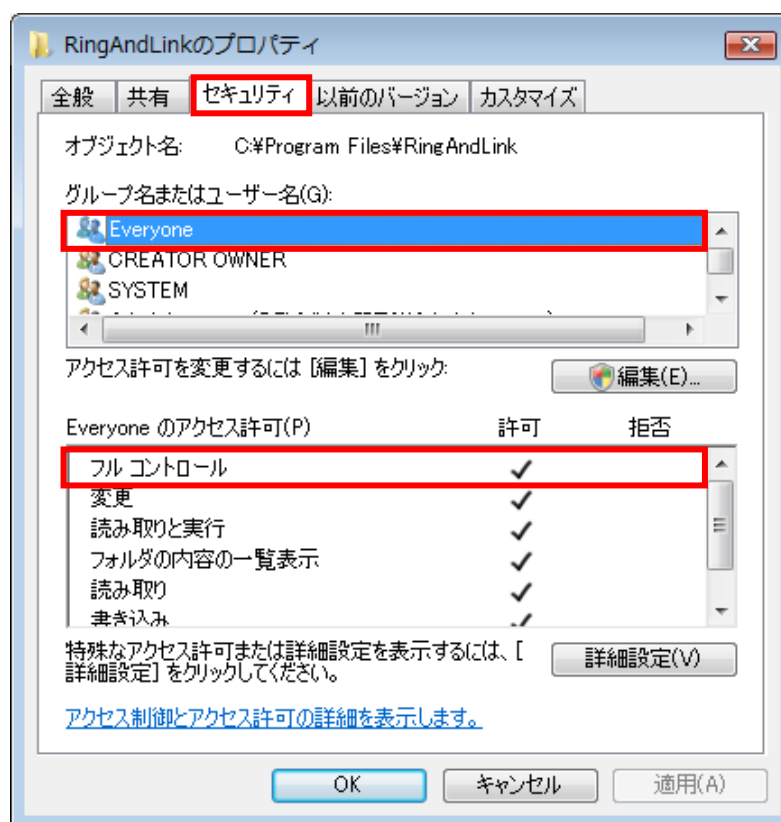 RingAndLinkのプロパティ
全般 共有 セキュリティ 以前のバージョン カスタマイズ
オブジェクト名: C:¥Program Files¥RingAndLink
グループ名またはユーザー名(G):
Everyone
CREATOR OWNER
SYSTEM
アクセス許可を変更するには [編集] をクリック:
編集(E)...
Everyone のアクセス許可(P) 許可 拒否
フル コントロール
変更
読み取りと実行
フォルダの内容の一覧表示
読み取り
書き込み
特殊なアクセス許可または詳細設定を表示するには、[
詳細設定] をクリックしてください。
詳細設定(V)
アクセス制御とアクセス許可の詳細を表示します。
OK キャンセル 適用(A)